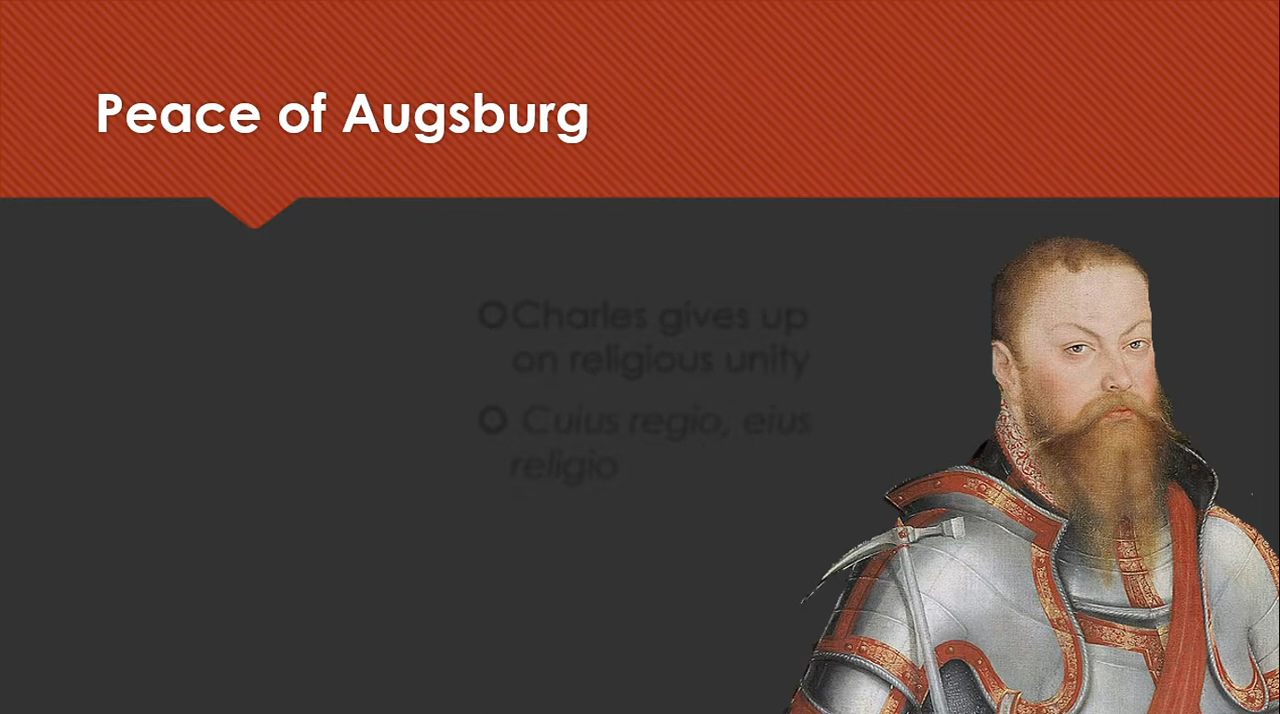 Peace of Augsburg
Charles gives up
on religious unity
Cuius regio, eius
religio